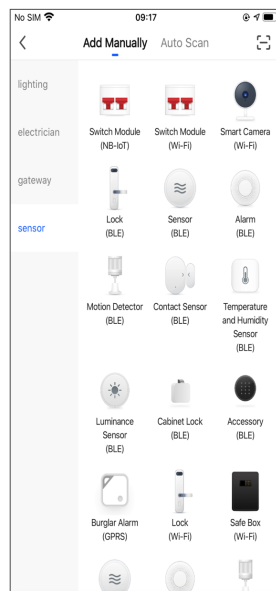 No SIM 09:17
Add Manually Auto Scan
lighting
electrician
gateway
sensor
Switch Module
(NB-IoT)
Switch Module
(Wi-Fi)
Smart Camera
(Wi-Fi)
Lock
(BLE)
Sensor
(BLE)
Alarm
(BLE)
Motion Detector
(BLE)
Contact Sensor
(BLE)
Temperature
and Humidity
Sensor
(BLE)
Luminance
Sensor
(BLE)
Cabinet Lock
(BLE)
Accessory
(BLE)
Burglar Alarm
(GPRS)
Lock
(Wi-Fi)
Safe Box
(Wi-Fi)